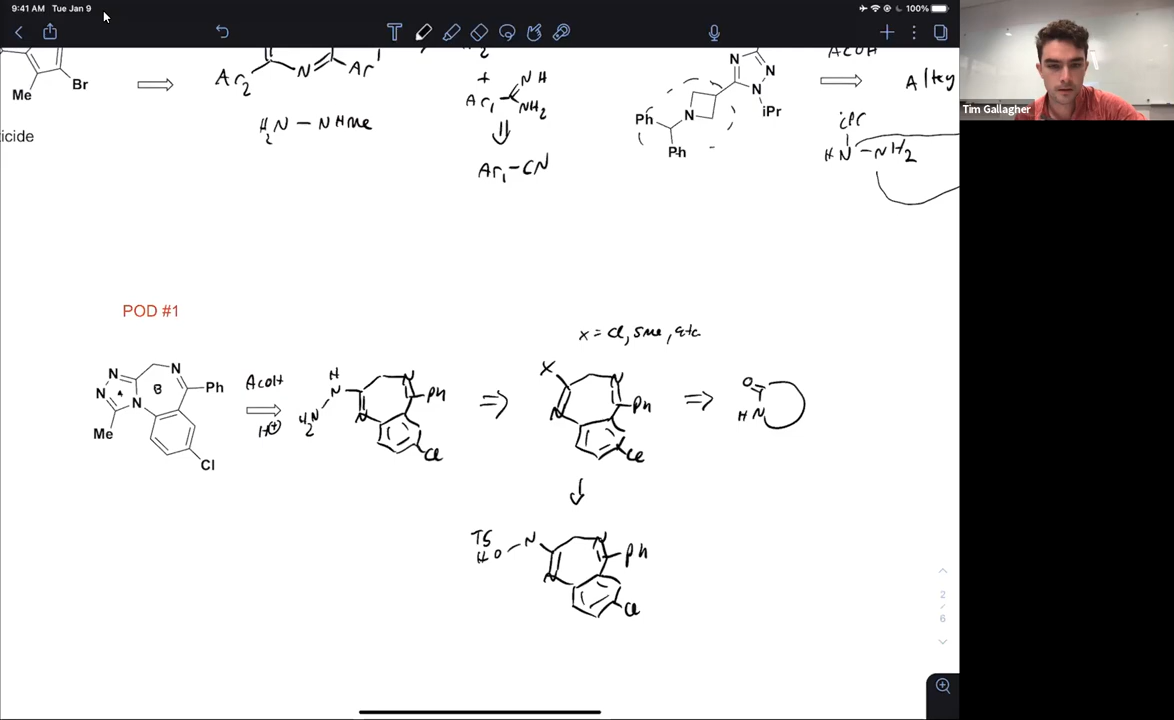 9:41 AM Tue Jan 9
100%
T
Tim Gallagher
Br
Me
icide
Ar2
N
Ar1
H2N - NHMe
+
Ar1
NH
NH2
Ar1-CN
Ph
N
Ph
N
N
N
iPr
AcOH
Alky
iPr
HN - NH2
POD #1
N
N
N
Me
A
B
N
Ph
Cl
AcOH
H+
H
N
H2N
N
N
Ph
Cl
x = Cl, SMe, etc
X
N
N
Ph
Cl
O
HN
Ts
HO - N
N
N
Ph
Cl
2
/
6